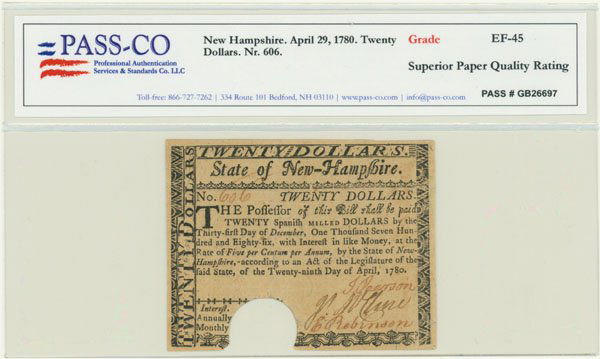 PASS-CO
Professional Authentication
Services & Standards Co. LLC
New Hampshire. April 29, 1780. Twenty
Dollars. Nr. 606.
Grade EF-45
Superior Paper Quality Rating
Toll-free: 866-727-7262 | 334 Route 101 Bedford, NH 03110 | www.pass-co.com | info@pass-co.com
PASS # GB26697
TWENTY DOLLARS.
TWENTY DOLLARS
State of New-Hampſhire.
No. 606 TWENTY DOLLARS
THE Poſſeſſor of this Bill ſhall be paid
TWENTY Spaniſh MILLED DOLLARS by the
Thirty-firſt Day of December, One Thouſand Seven Hun
dred and Eighty-ſix, with Intereſt in like Money, at the
Rate of Five per Centum per Annum, by the State of New-
Hampſhire, according to an Act of the Legiſlature of the
ſaid State, of the Twenty-ninth Day of April, 1780.
Intereſt.
Annually
Monthly
E Robinson